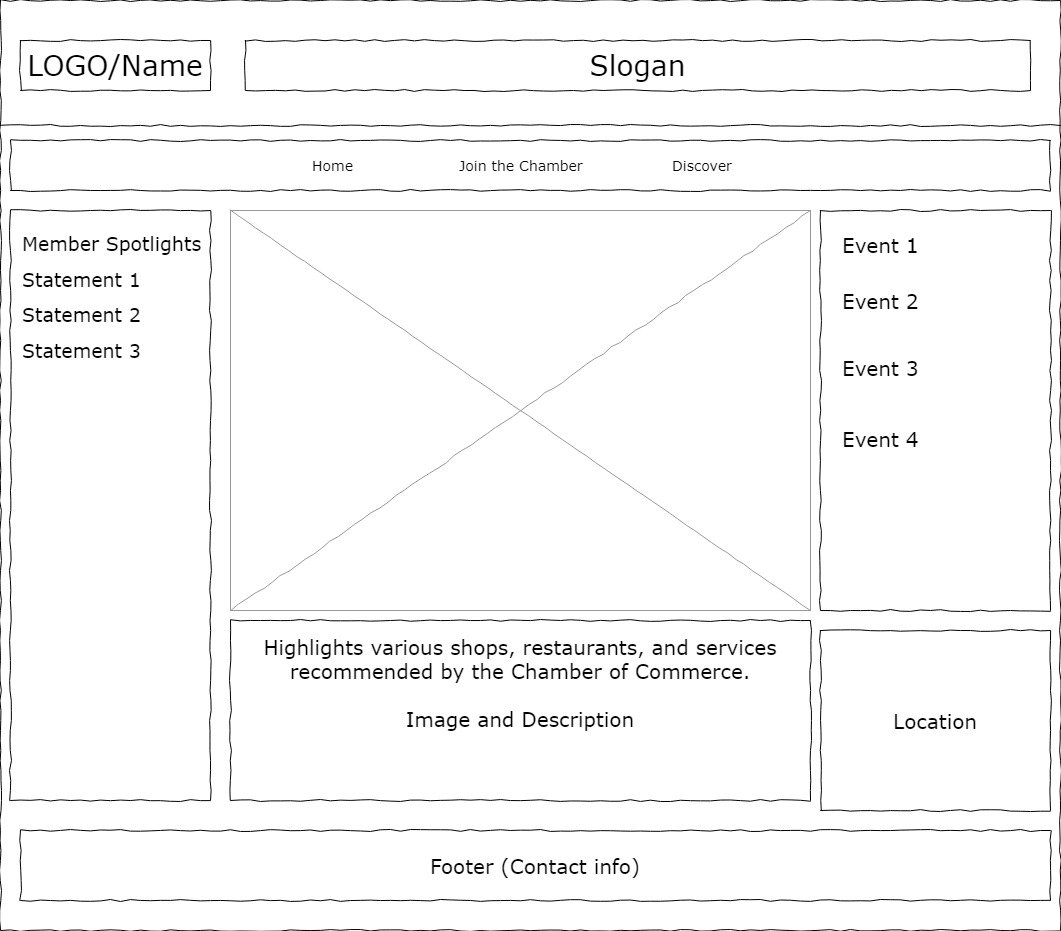 LOGO/Name
Slogan
Home
Join the Chamber
Discover
Member Spotlights
Statement 1
Statement 2
Statement 3
Event 1
Event 2
Event 3
Event 4
Highlights various shops, restaurants, and services
recommended by the Chamber of Commerce.
Image and Description
Location
Footer (Contact info)